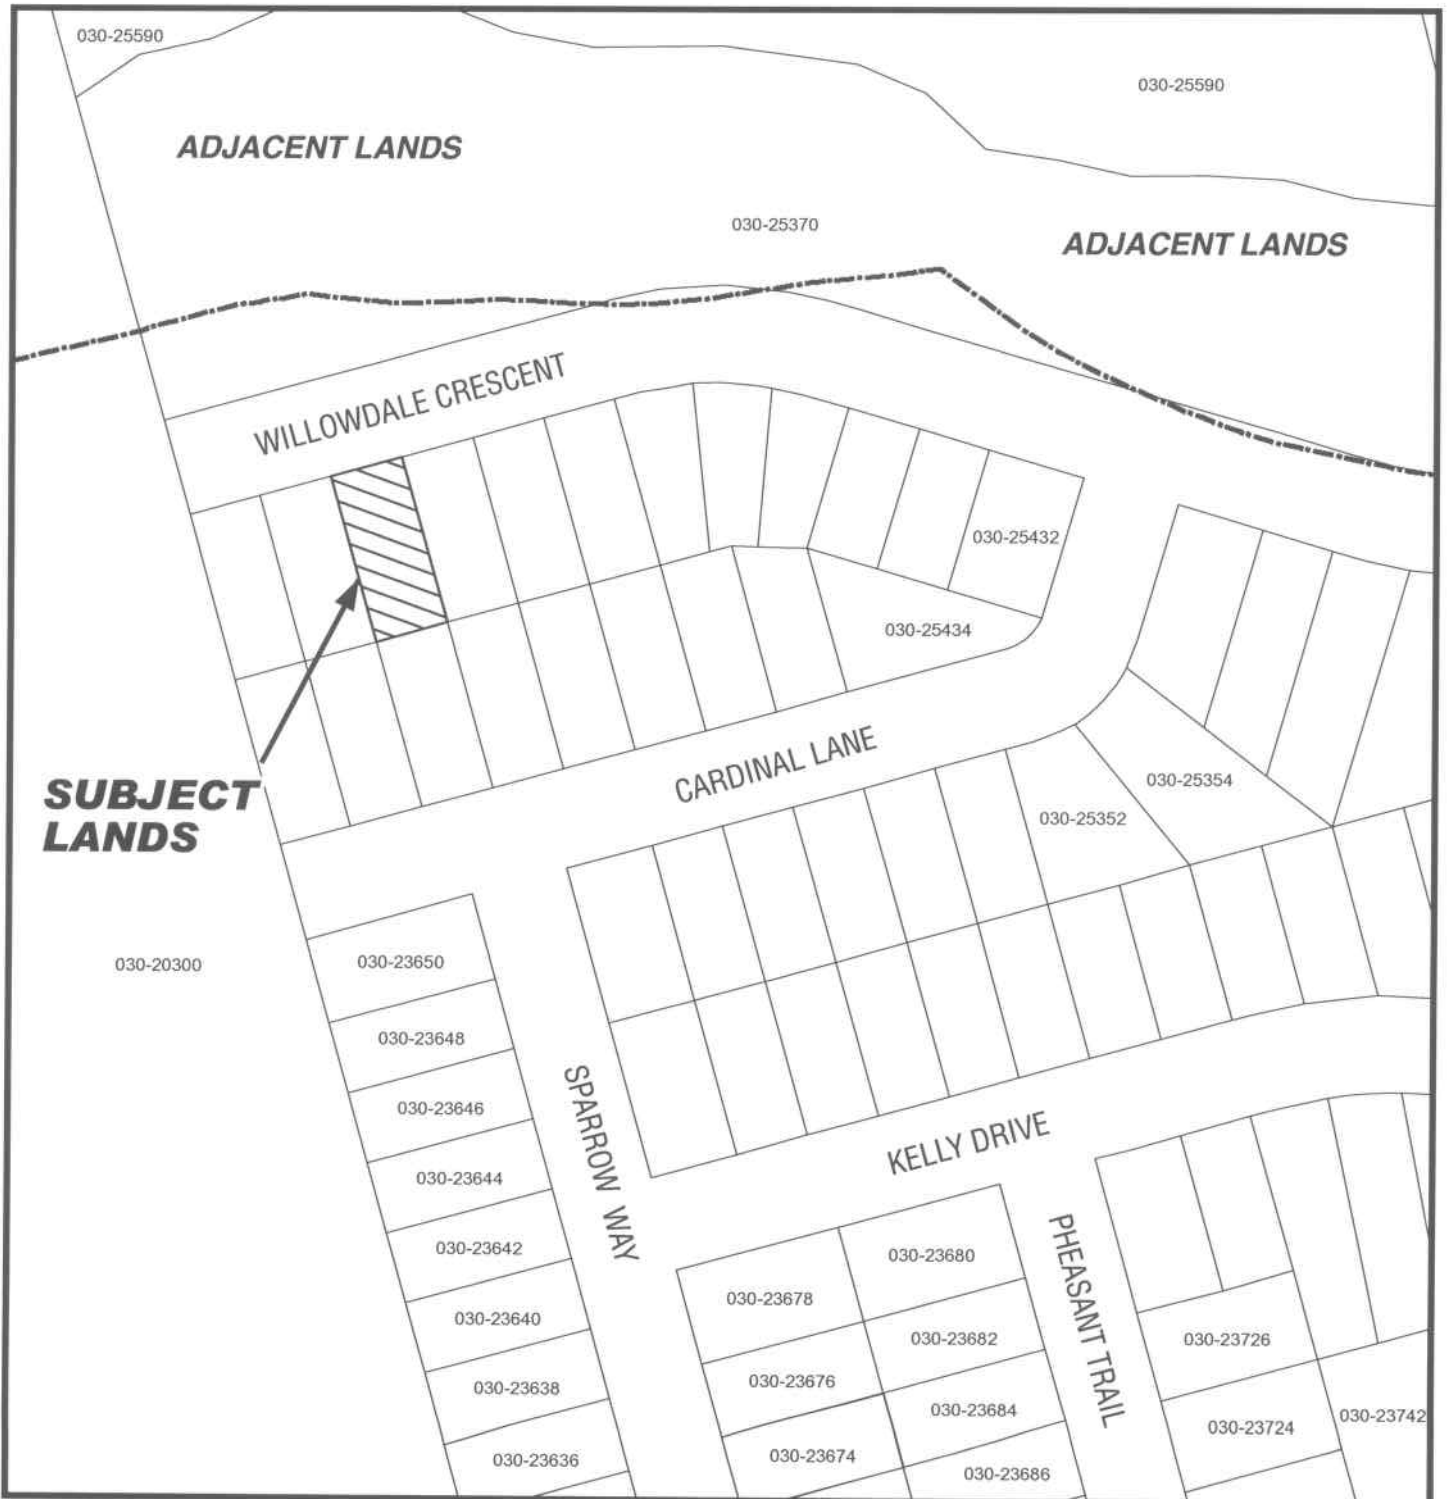 030-25590
030-25590
ADJACENT LANDS
030-25370
ADJACENT LANDS
WILLOWDALE CRESCENT
030-25432
030-25434
CARDINAL LANE
SUBJECT
LANDS
030-25354
030-25352
030-20300
030-23650
030-23648
030-23646
030-23644
030-23642
030-23640
030-23638
030-23636
SPARROW WAY
KELLY DRIVE
030-23678
030-23680
030-23676
030-23682
030-23674
030-23684
030-23686
PHEASANT TRAIL
030-23726
030-23724
030-23742